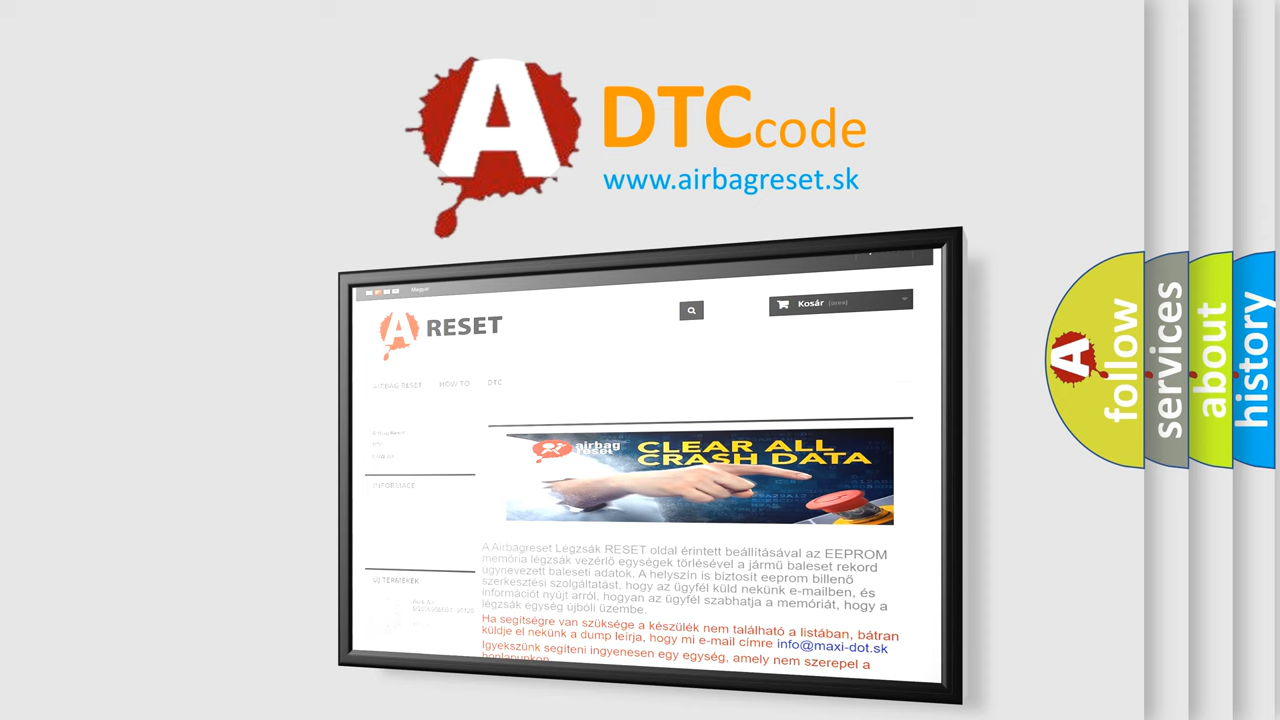 A
DTC code
www.airbagreset.sk
Magyar
A RESET
Kosár (üres)
AIRBAG RESET HOW TO DTC
INFORMACE
airbag
reset
CLEAR ALL
CRASH DATA
A Airbagreset Légzsák RESET oldal érintett beállításával az EEPROM
memória légzsák vezérlő egységek törlésével a jármű baleset rekord
úgynevezett baleseti adatok. A helyszín is biztosít eeprom billenő
szerkesztési szolgáltatást, hogy az ügyfél küld nekünk e-mailben, és
információt nyújt arról, hogyan az ügyfél szabhatja a memóriát, hogy a
légzsák egység újbóli üzembe.
Ha segítségre van szüksége a készülék nem található a listában, bátran
küldje el nekünk a dump leírja, hogy mi e-mail címre info@maxi-dot.sk
Igyekszünk segíteni ingyenesen egy egység, amely nem szerepel a
honlapunkon
ÚJ TERMÉKEK
A
follow
services
about
history